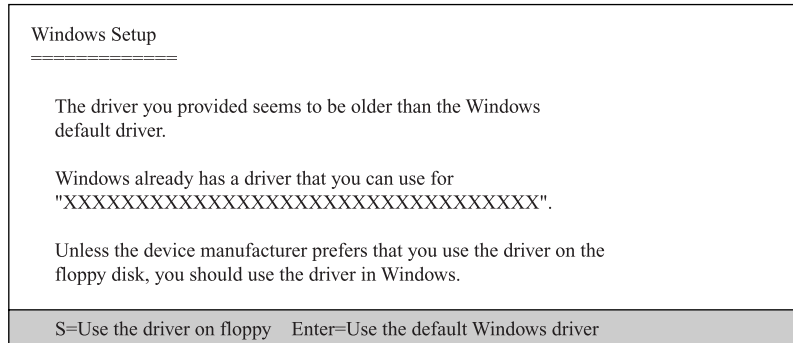 Windows Setup
=============
The driver you provided seems to be older than the Windows
default driver.
Windows already has a driver that you can use for
"XXXXXXXXXXXXXXXXXXXXXXXXXXXXXXXXX".
Unless the device manufacturer prefers that you use the driver on the
floppy disk, you should use the driver in Windows.
S=Use the driver on floppy Enter=Use the default Windows driver